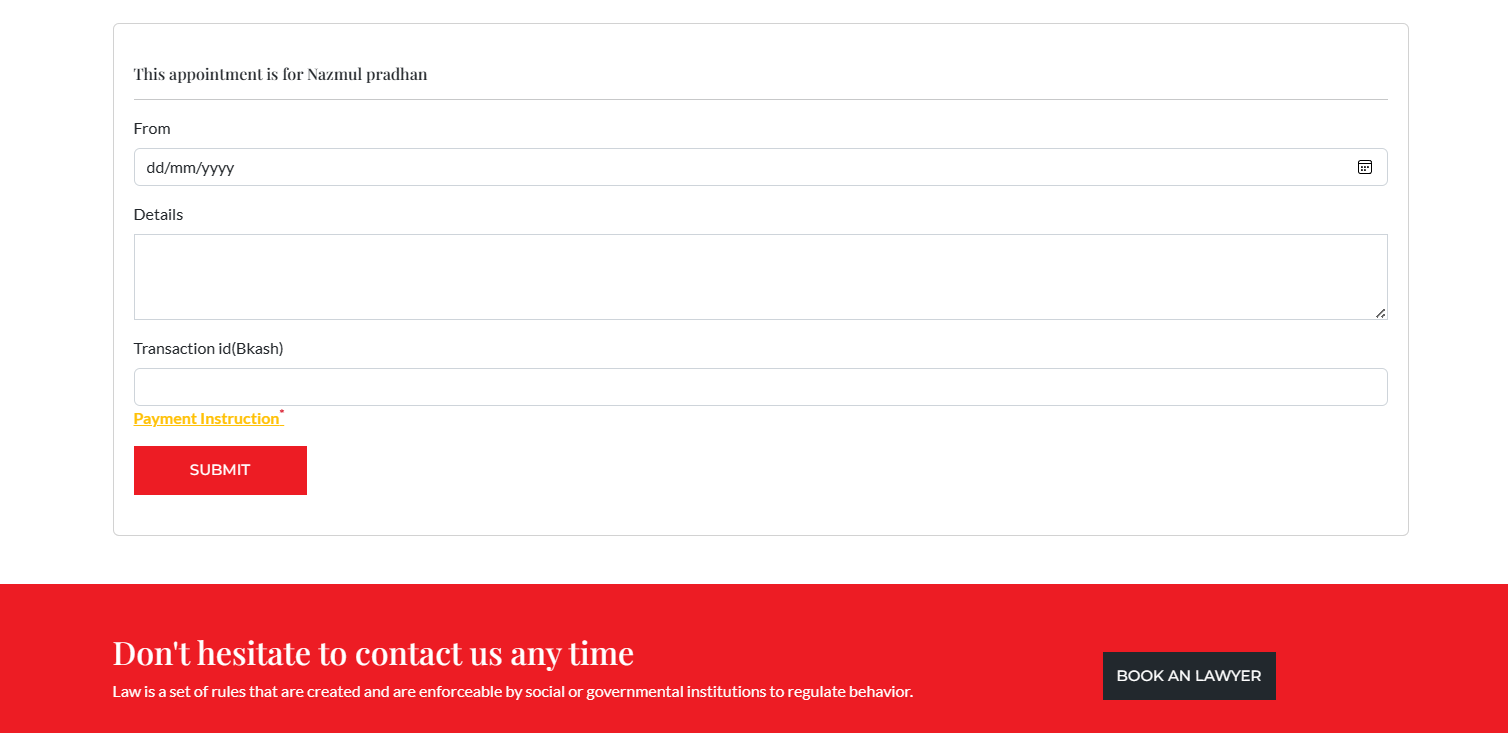 This appointment is for Nazmul pradhan
From
dd/mm/yyyy
Details
Transaction id(Bkash)
Payment Instruction*
SUBMIT
Don't hesitate to contact us any time
Law is a set of rules that are created and are enforceable by social or governmental institutions to regulate behavior.
BOOK AN LAWYER